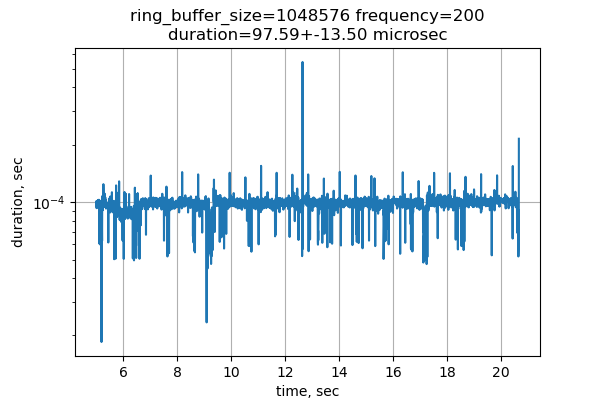 ring_buffer_size=1048576 frequency=200
duration=97.59+-13.50 microsec
duration, sec
10⁻⁴
6 8 10 12 14 16 18 20
time, sec